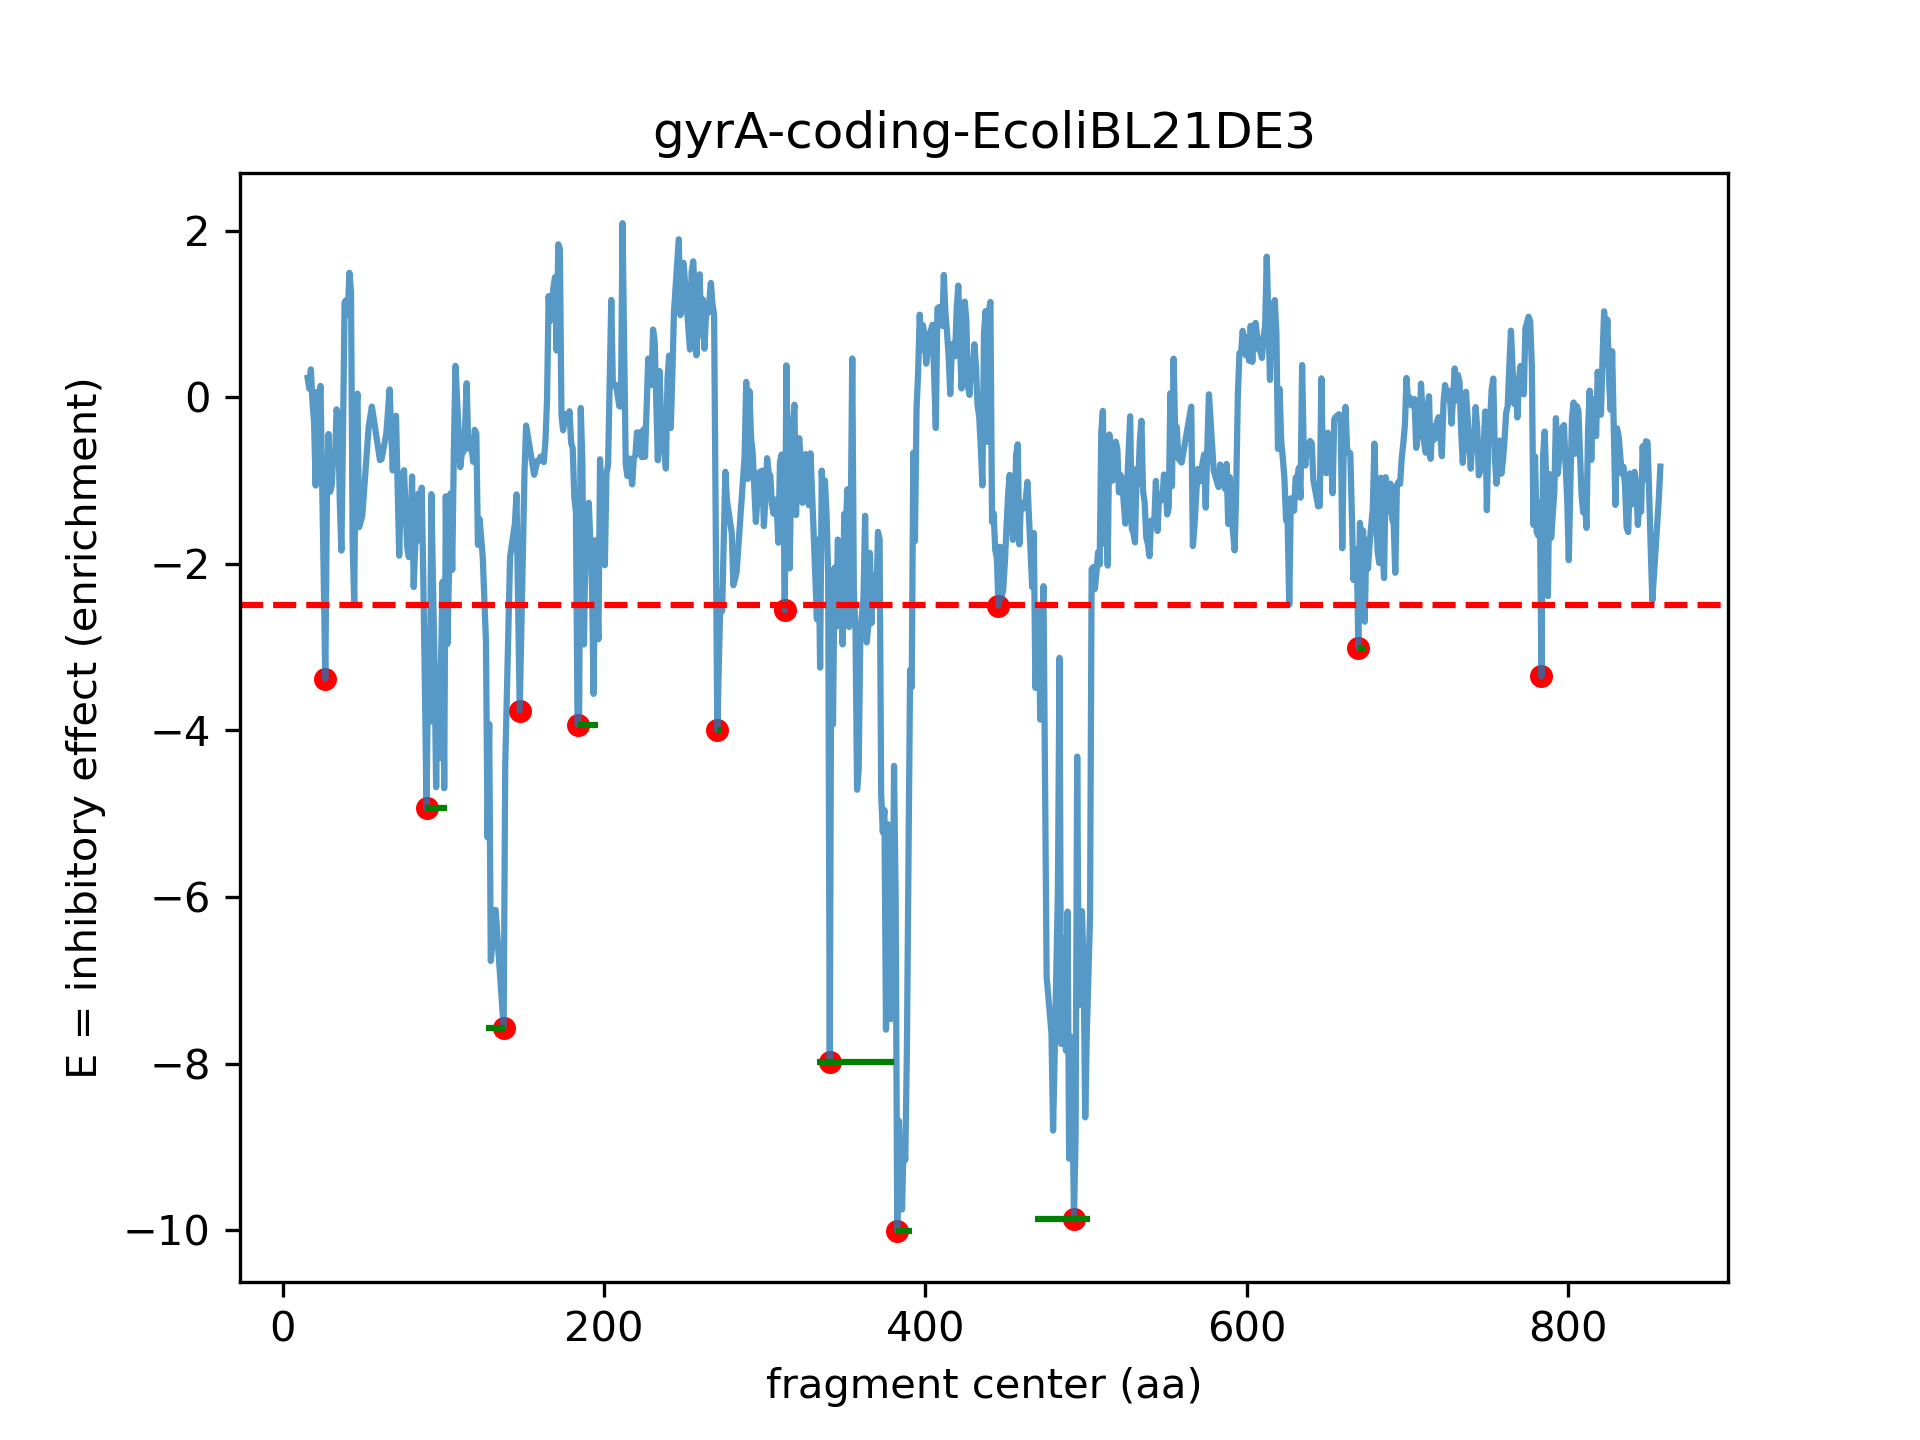 gyrA-coding-EcoliBL21DE3
E = inhibitory effect (enrichment)
2
0
−2
−4
−6
−8
−10
0 200 400 600 800
fragment center (aa)